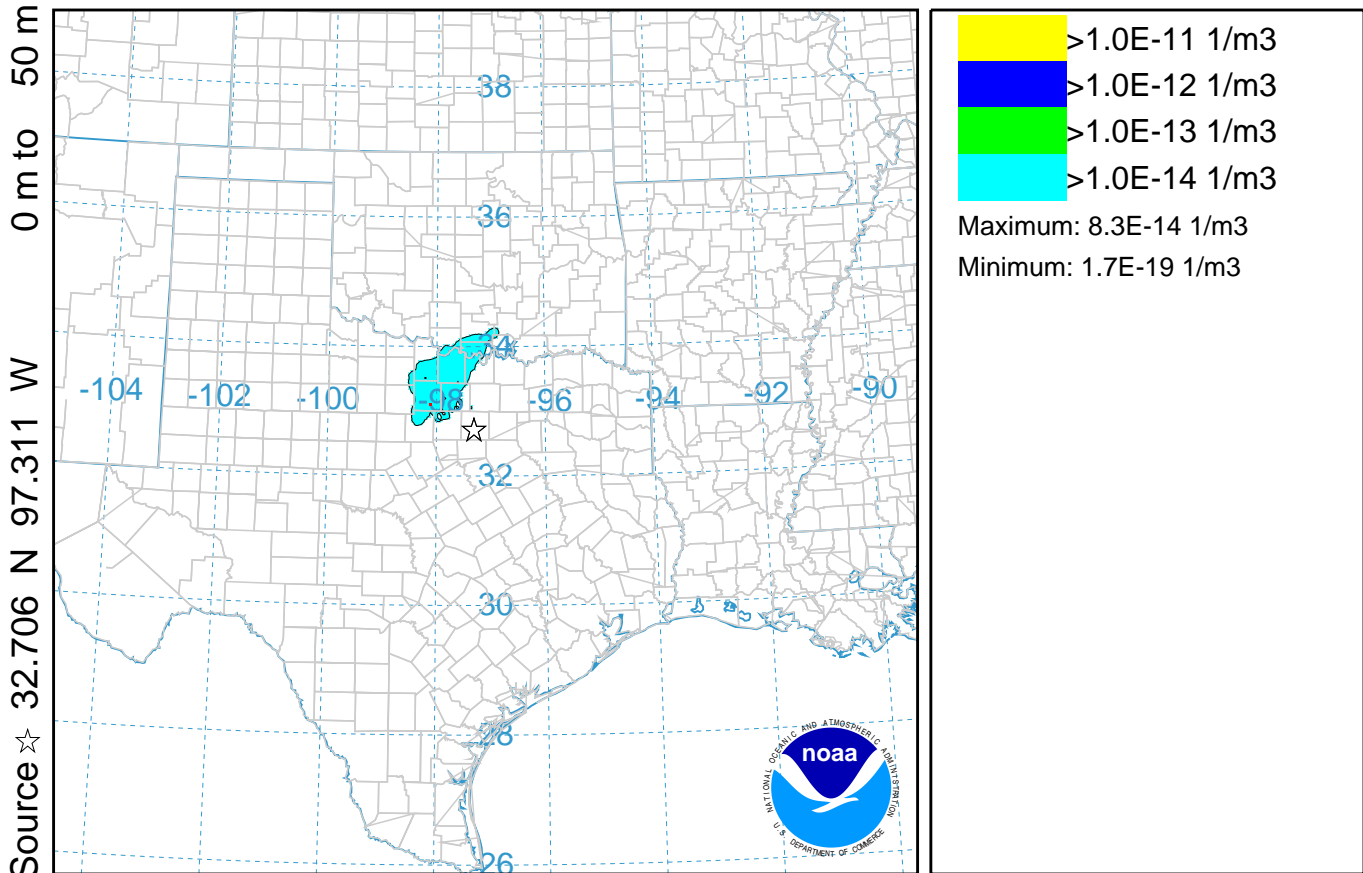 Source ☆ 32.706 N 97.311 W 0 m to 50 m
38
36
34
-104 -102 -100 -98 -96 -94 -92 -90
32
30
28
26
NATIONAL OCEANIC AND ATMOSPHERIC ADMINISTRATION
noaa
U.S. DEPARTMENT OF COMMERCE
>1.0E-11 1/m3
>1.0E-12 1/m3
>1.0E-13 1/m3
>1.0E-14 1/m3
Maximum: 8.3E-14 1/m3
Minimum: 1.7E-19 1/m3